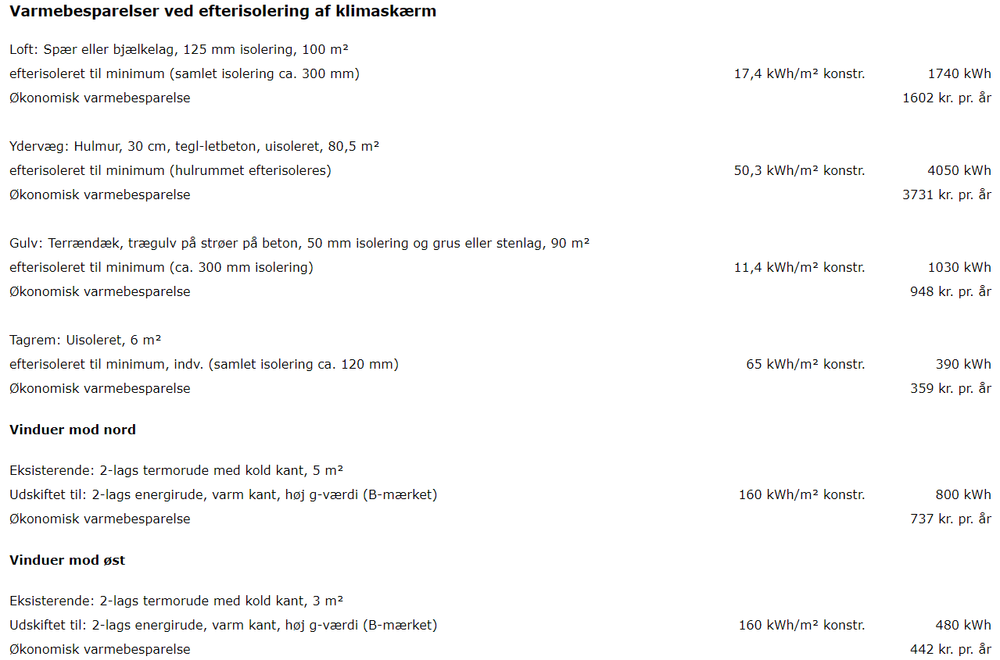 Varmebesparelser ved efterisolering af klimaskærm
Loft: Spær eller bjælkelag, 125 mm isolering, 100 m²
efterisoleret til minimum (samlet isolering ca. 300 mm) 17,4 kWh/m² konstr. 1740 kWh
Økonomisk varmebesparelse 1602 kr. pr. år
Ydervæg: Hulmur, 30 cm, tegl-letbeton, uisoleret, 80,5 m²
efterisoleret til minimum (hulrummet efterisoleres) 50,3 kWh/m² konstr. 4050 kWh
Økonomisk varmebesparelse 3731 kr. pr. år
Gulv: Terrændæk, trægulv på strøer på beton, 50 mm isolering og grus eller stenlag, 90 m²
efterisoleret til minimum (ca. 300 mm isolering) 11,4 kWh/m² konstr. 1030 kWh
Økonomisk varmebesparelse 948 kr. pr. år
Tagrem: Uisoleret, 6 m²
efterisoleret til minimum, indv. (samlet isolering ca. 120 mm) 65 kWh/m² konstr. 390 kWh
Økonomisk varmebesparelse 359 kr. pr. år
Vinduer mod nord
Eksisterende: 2-lags termorude med kold kant, 5 m²
Udskiftet til: 2-lags energirude, varm kant, høj g-værdi (B-mærket) 160 kWh/m² konstr. 800 kWh
Økonomisk varmebesparelse 737 kr. pr. år
Vinduer mod øst
Eksisterende: 2-lags termorude med kold kant, 3 m²
Udskiftet til: 2-lags energirude, varm kant, høj g-værdi (B-mærket) 160 kWh/m² konstr. 480 kWh
Økonomisk varmebesparelse 442 kr. pr. år